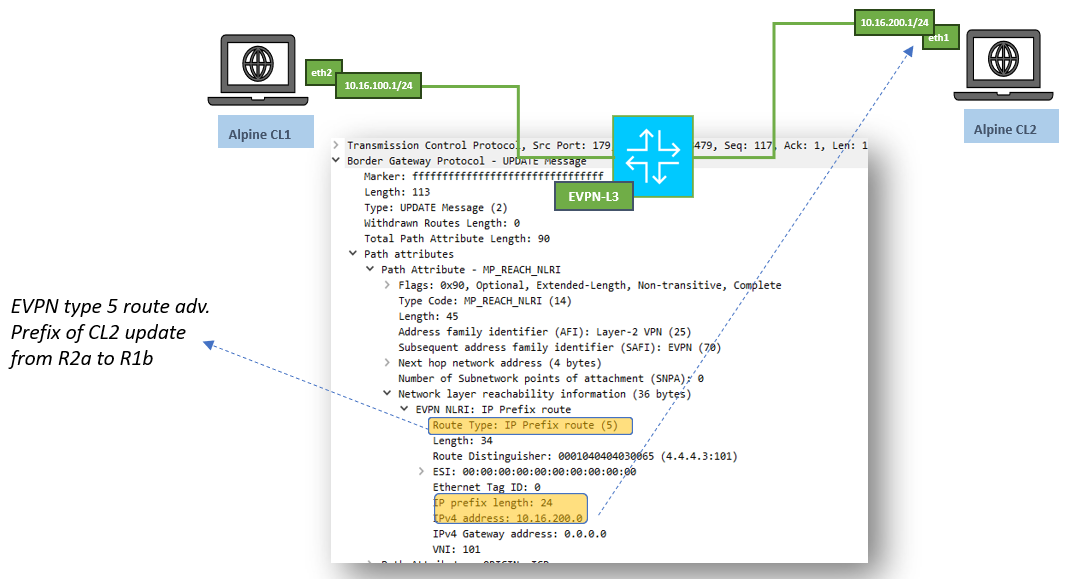 10.16.200.1/24
eth1
eth2
10.16.100.1/24
Alpine CL1
Alpine CL2
Transmission Control Protocol, Src Port: 179, 479, Seq: 117, Ack: 1, Len: 1
Border Gateway Protocol - UPDATE Message
Marker: ffffffffffffffffffffffffffffffff
Length: 113
EVPN-L3
Type: UPDATE Message (2)
Withdrawn Routes Length: 0
Total Path Attribute Length: 90
Path attributes
Path Attribute - MP_REACH_NLRI
Flags: 0x90, Optional, Extended-Length, Non-transitive, Complete
Type Code: MP_REACH_NLRI (14)
Length: 45
Address family identifier (AFI): Layer-2 VPN (25)
Subsequent address family identifier (SAFI): EVPN (70)
Next hop network address (4 bytes)
Number of Subnetwork points of attachment (SNPA): 0
Network layer reachability information (36 bytes)
EVPN NLRI: IP Prefix route
Route Type: IP Prefix route (5)
Length: 34
Route Distinguisher: 0001040404030065 (4.4.4.3:101)
ESI: 00:00:00:00:00:00:00:00:00:00
Ethernet Tag ID: 0
IP prefix length: 24
IPv4 address: 10.16.200.0
IPv4 Gateway address: 0.0.0.0
VNI: 101
EVPN type 5 route adv.
Prefix of CL2 update
from R2a to R1b